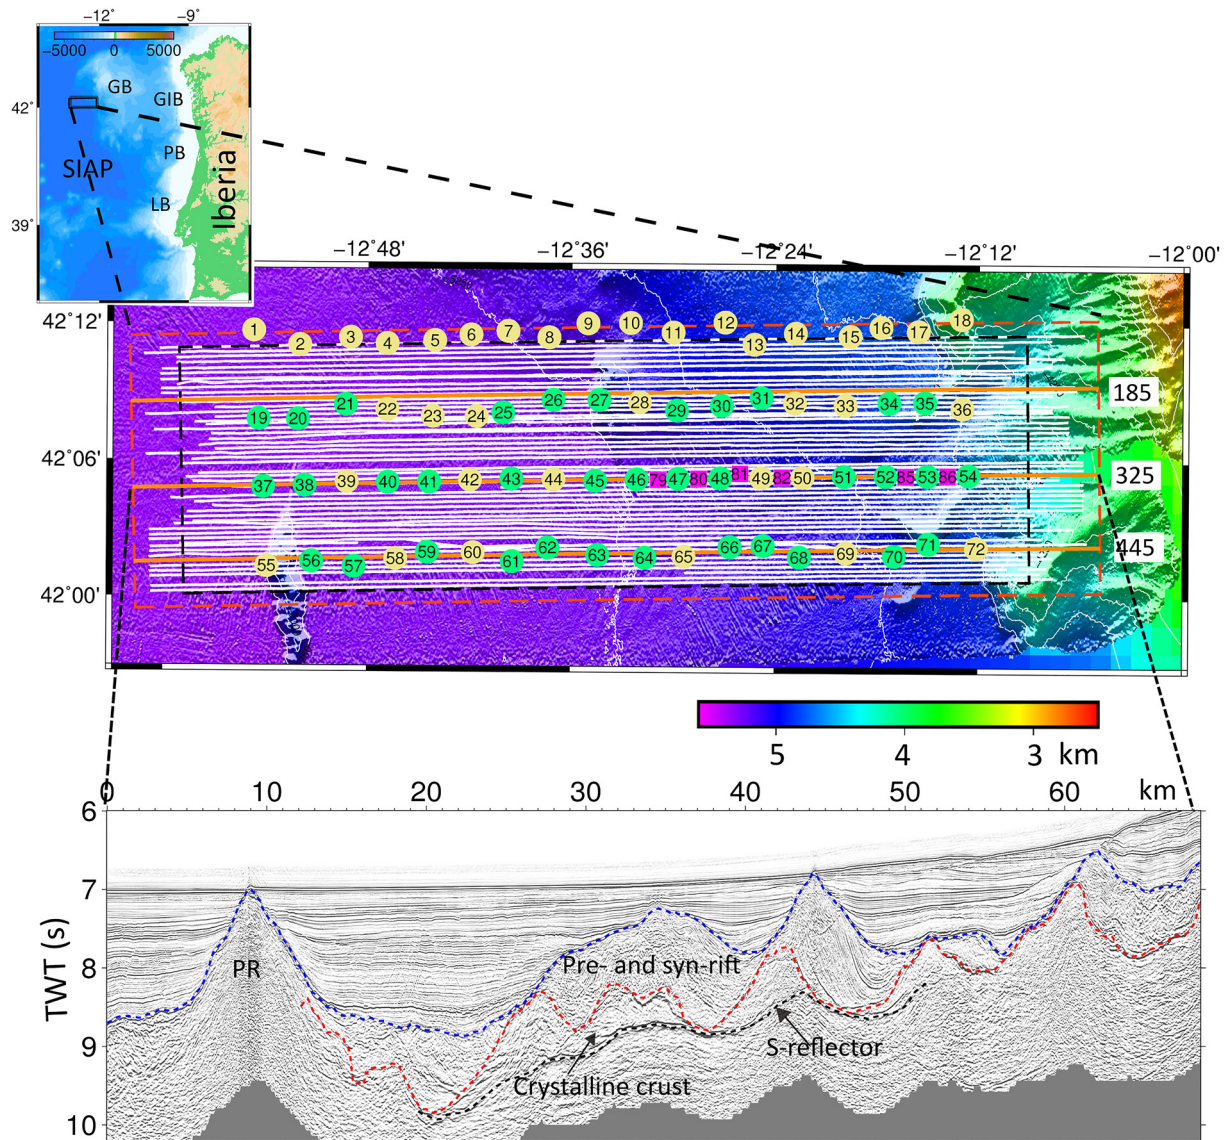 −12° −9°
−5000 0 5000
GB
42°
GIB
PB
SIAP
Iberia
LB
39°
−12°48' −12°36' −12°24' −12°12' −12°00'
42°12'
1 2 3 4 5 6 7 8 9 10 11 12 13 14 15 16 17 18
185
19 20 21 22 23 24 25 26 27 28 29 30 31 32 33 34 35 36
42°06'
325
37 38 39 40 41 42 43 44 45 46 79 47 80 48 81 49 82 50 51 52 85 53 86 54
445
55 56 57 58 59 60 61 62 63 64 65 66 67 68 69 70 71 72
42°00'
5 4 3 km
0 10 20 30 40 50 60 km
6
7
TWT (s)
8
9
10
PR
Pre- and syn-rift
S-reflector
Crystalline crust